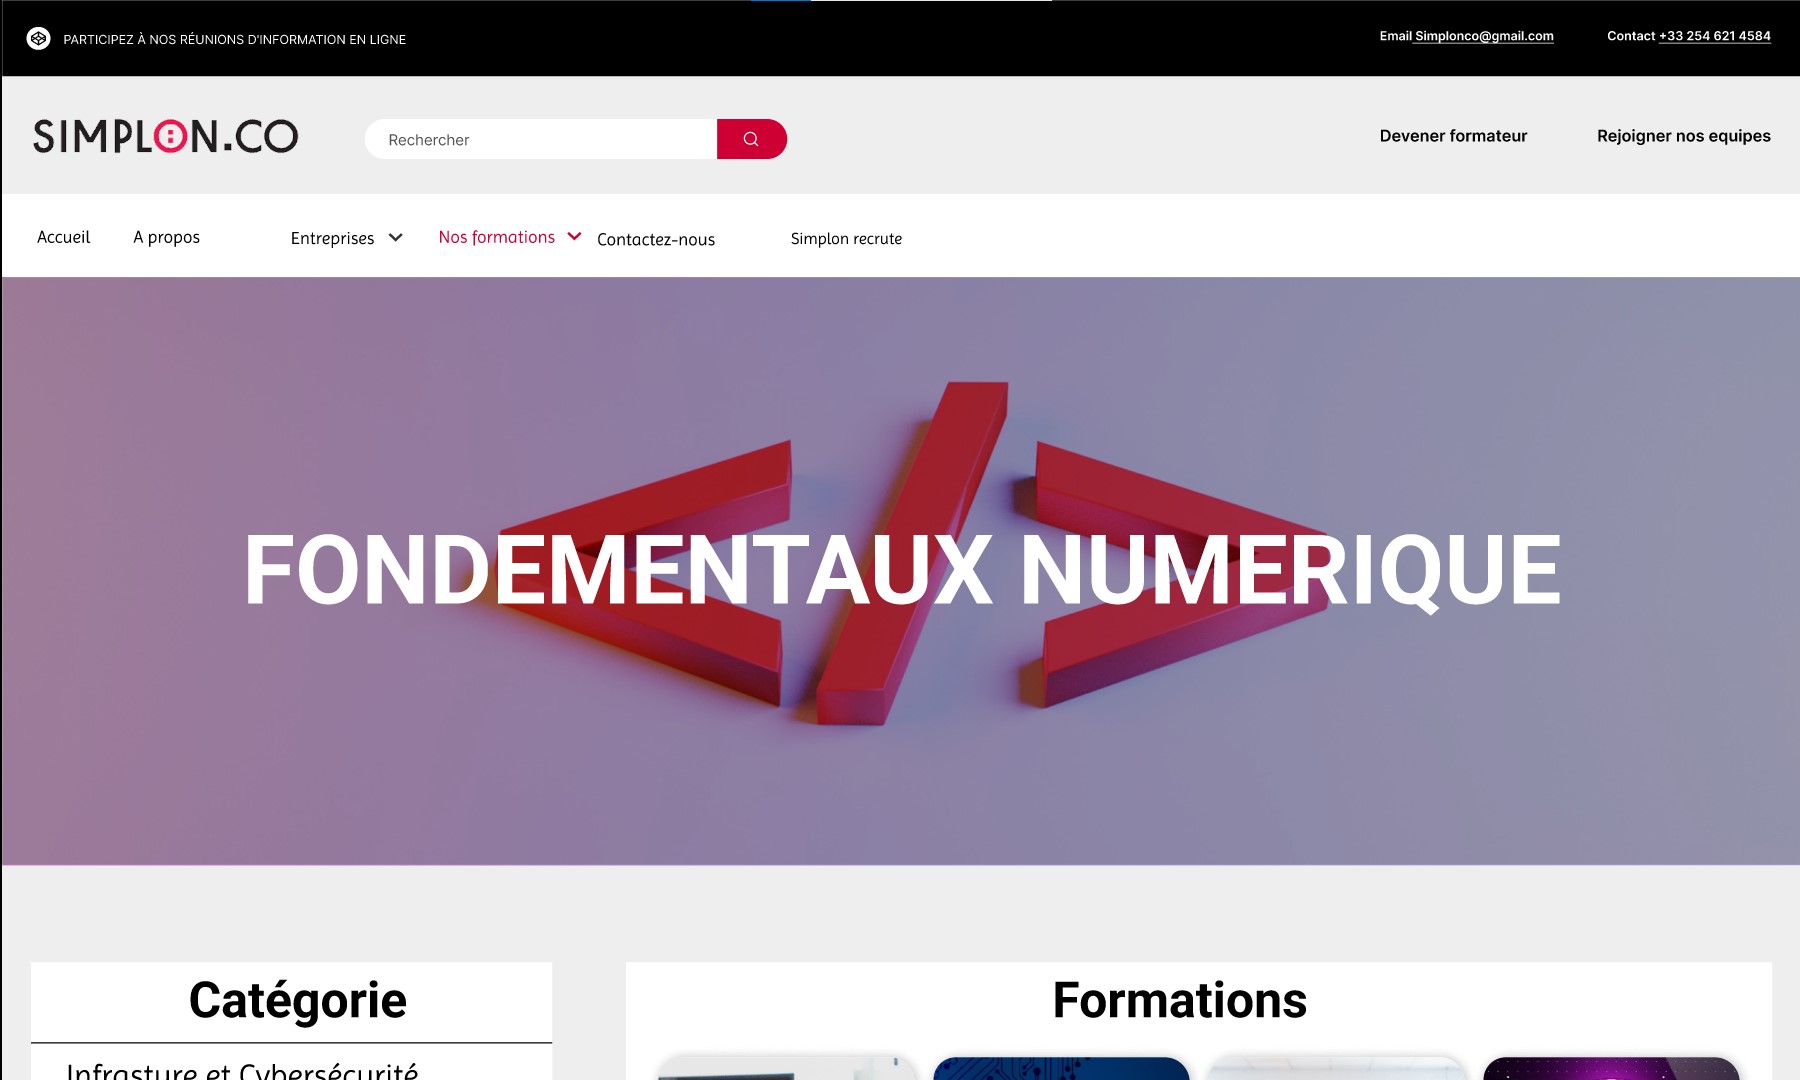 PARTICIPEZ À NOS RÉUNIONS D'INFORMATION EN LIGNE
Email Simplonco@gmail.com
Contact +33 254 621 4584
SIMPLON.CO
Rechercher
Devener formateur
Rejoigner nos equipes
Accueil
A propos
Entreprises
Nos formations
Contactez-nous
Simplon recrute
FONDEMENTAUX NUMERIQUE
Catégorie
Formations
Infrasture et Cybersécurité